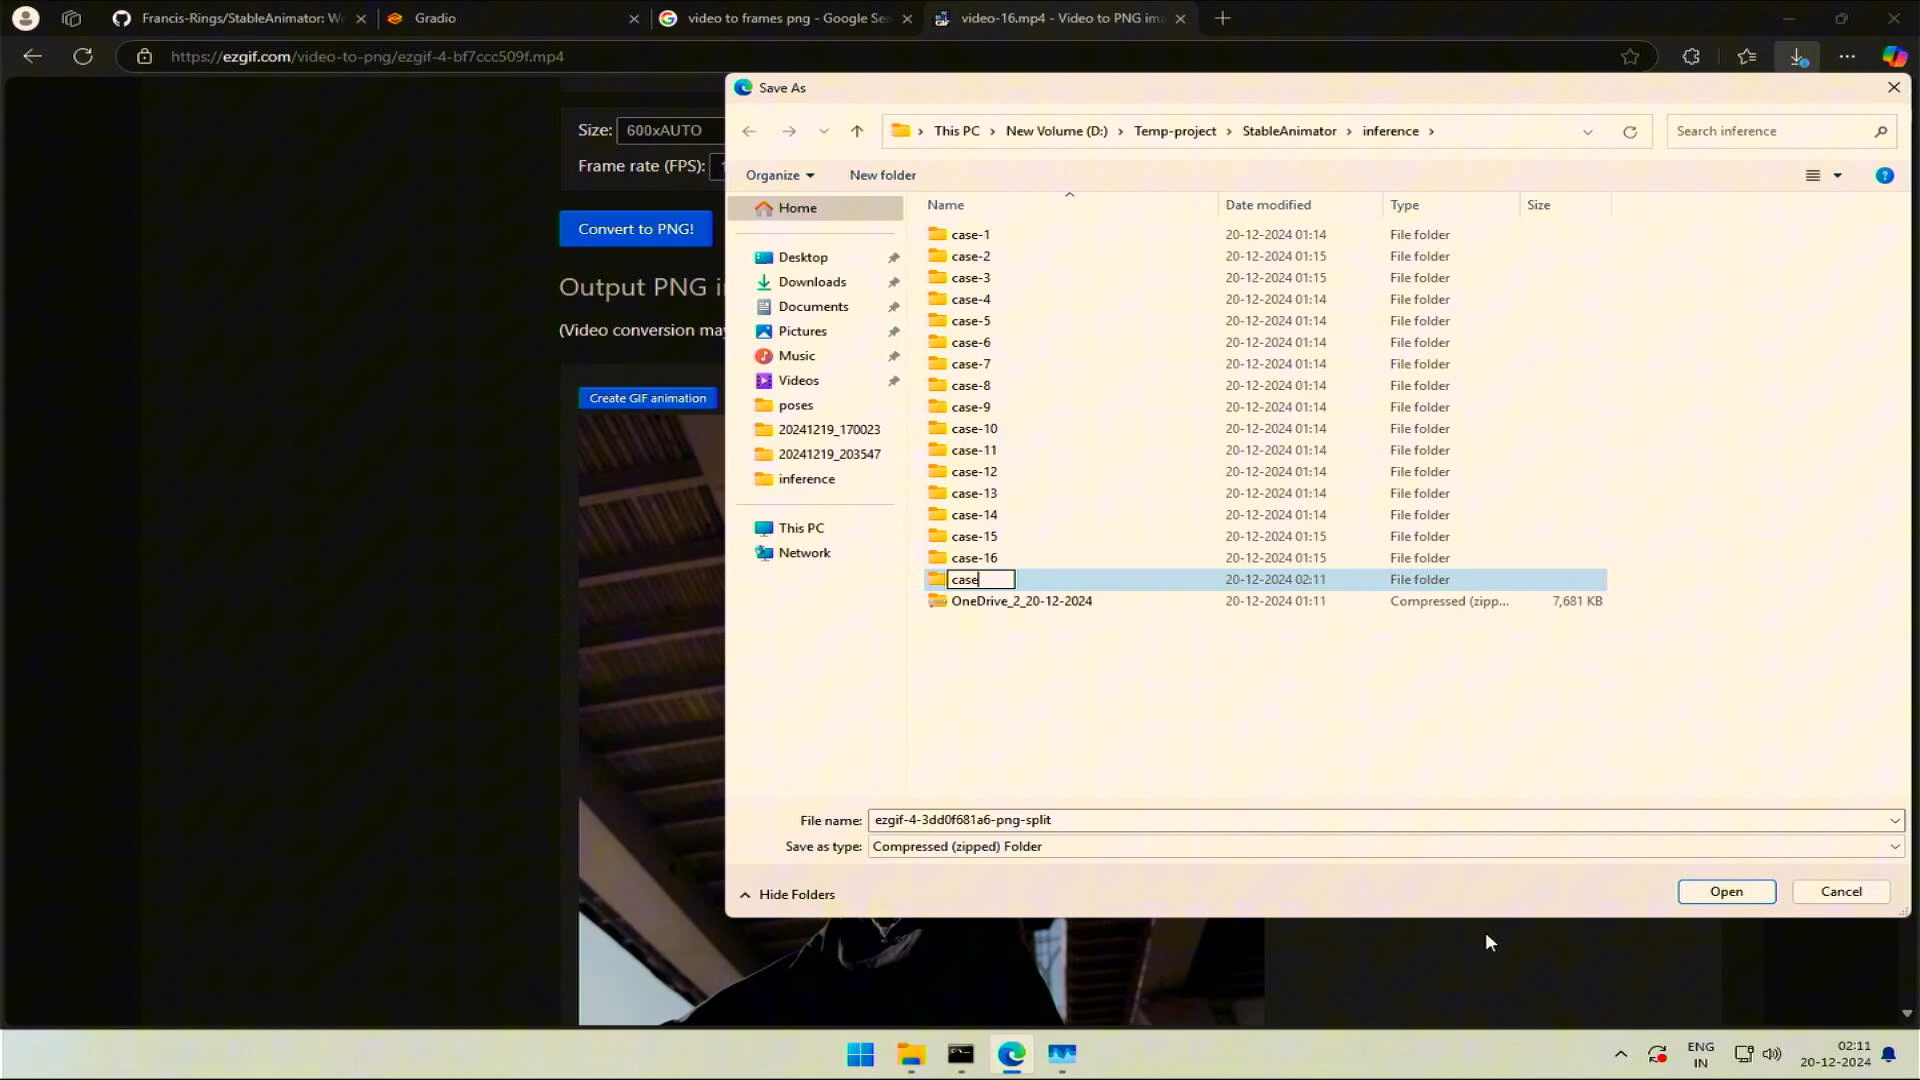 Francis-Rings/StableAnimator: We
Gradio
video to frames png - Google Sea
video-16.mp4 - Video to PNG ima
https://ezgif.com/video-to-png/ezgif-4-bf7ccc509f.mp4
Size: 600xAUTO
Frame rate (FPS):
Convert to PNG!
Output PNG i
(Video conversion may
Create GIF animation
Save As
This PC > New Volume (D:) > Temp-project > StableAnimator > inference >
Search inference
Organize
New folder
Home
Desktop
Downloads
Documents
Pictures
Music
Videos
poses
20241219_170023
20241219_203547
inference
This PC
Network
Name Date modified Type Size
case-1 20-12-2024 01:14 File folder
case-2 20-12-2024 01:15 File folder
case-3 20-12-2024 01:15 File folder
case-4 20-12-2024 01:14 File folder
case-5 20-12-2024 01:14 File folder
case-6 20-12-2024 01:14 File folder
case-7 20-12-2024 01:14 File folder
case-8 20-12-2024 01:14 File folder
case-9 20-12-2024 01:14 File folder
case-10 20-12-2024 01:14 File folder
case-11 20-12-2024 01:14 File folder
case-12 20-12-2024 01:14 File folder
case-13 20-12-2024 01:14 File folder
case-14 20-12-2024 01:14 File folder
case-15 20-12-2024 01:15 File folder
case-16 20-12-2024 01:15 File folder
case 20-12-2024 02:11 File folder
OneDrive_2_20-12-2024 20-12-2024 01:11 Compressed (zipp... 7,681 KB
File name: ezgif-4-3dd0f681a6-png-split
Save as type: Compressed (zipped) Folder
Hide Folders
Open
Cancel
ENG
IN
02:11
20-12-2024